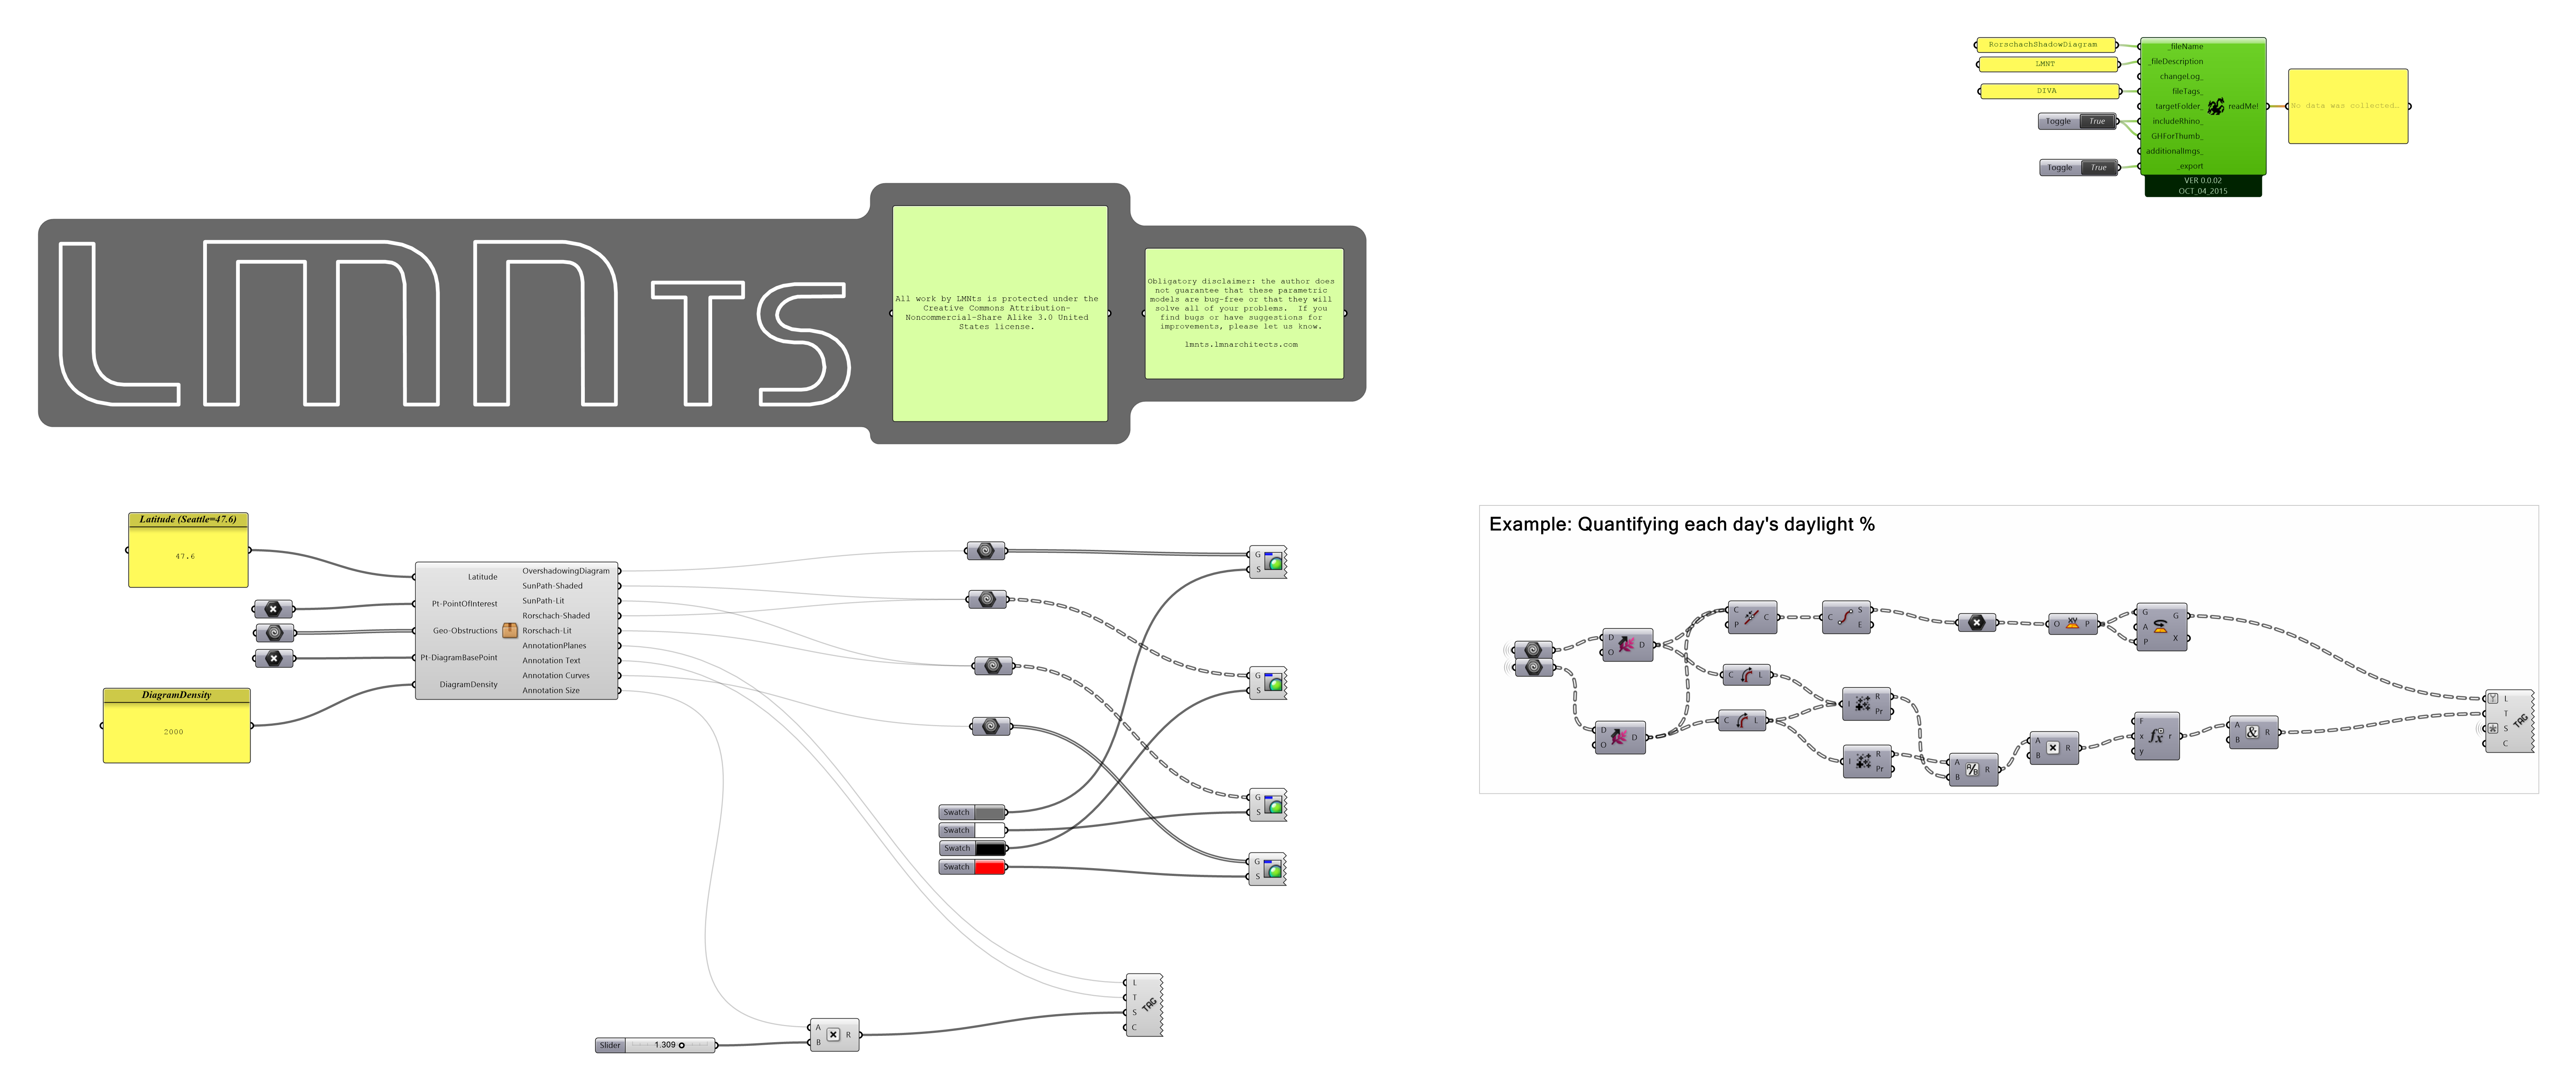 RorschachShadowDiagram
LMNT
DIVA
Toggle True
Toggle True
_fileName
_fileDescription
changeLog_
fileTags_
targetFolder_
includeRhino_
GHForThumb_
additionalImgs_
_export
readMe!
VER 0.0.02
OCT_04_2015
No data was collected…
LMNTS
All work by LMNts is protected under the
Creative Commons Attribution-
Noncommercial-Share Alike 3.0 United
States license.
Obligatory disclaimer: the author does
not guarantee that these parametric
models are bug-free or that they will
solve all of your problems.  If you
find bugs or have suggestions for
improvements, please let us know.
lmnts.lmnarchitects.com
Latitude (Seattle=47.6)
47.6
DiagramDensity
2000
Latitude
Pt-PointOfInterest
Geo-Obstructions
Pt-DiagramBasePoint
DiagramDensity
OvershadowingDiagram
SunPath-Shaded
SunPath-Lit
Rorschach-Shaded
Rorschach-Lit
AnnotationPlanes
Annotation Text
Annotation Curves
Annotation Size
G
S
G
S
G
S
G
S
Swatch
Swatch
Swatch
Swatch
L
T
S
C
TAG
Slider 1.309
A
B
R
Example: Quantifying each day's daylight %
D
O
D
D
O
D
C
P
C
C
S
E
O
XY
P
G
A
P
G
X
C L
C L
I
R
Pr
I
R
Pr
A
B
A/B
R
A
B
R
F
x
y
fx
r
A
B
&
R
L
T
S
C
TAG